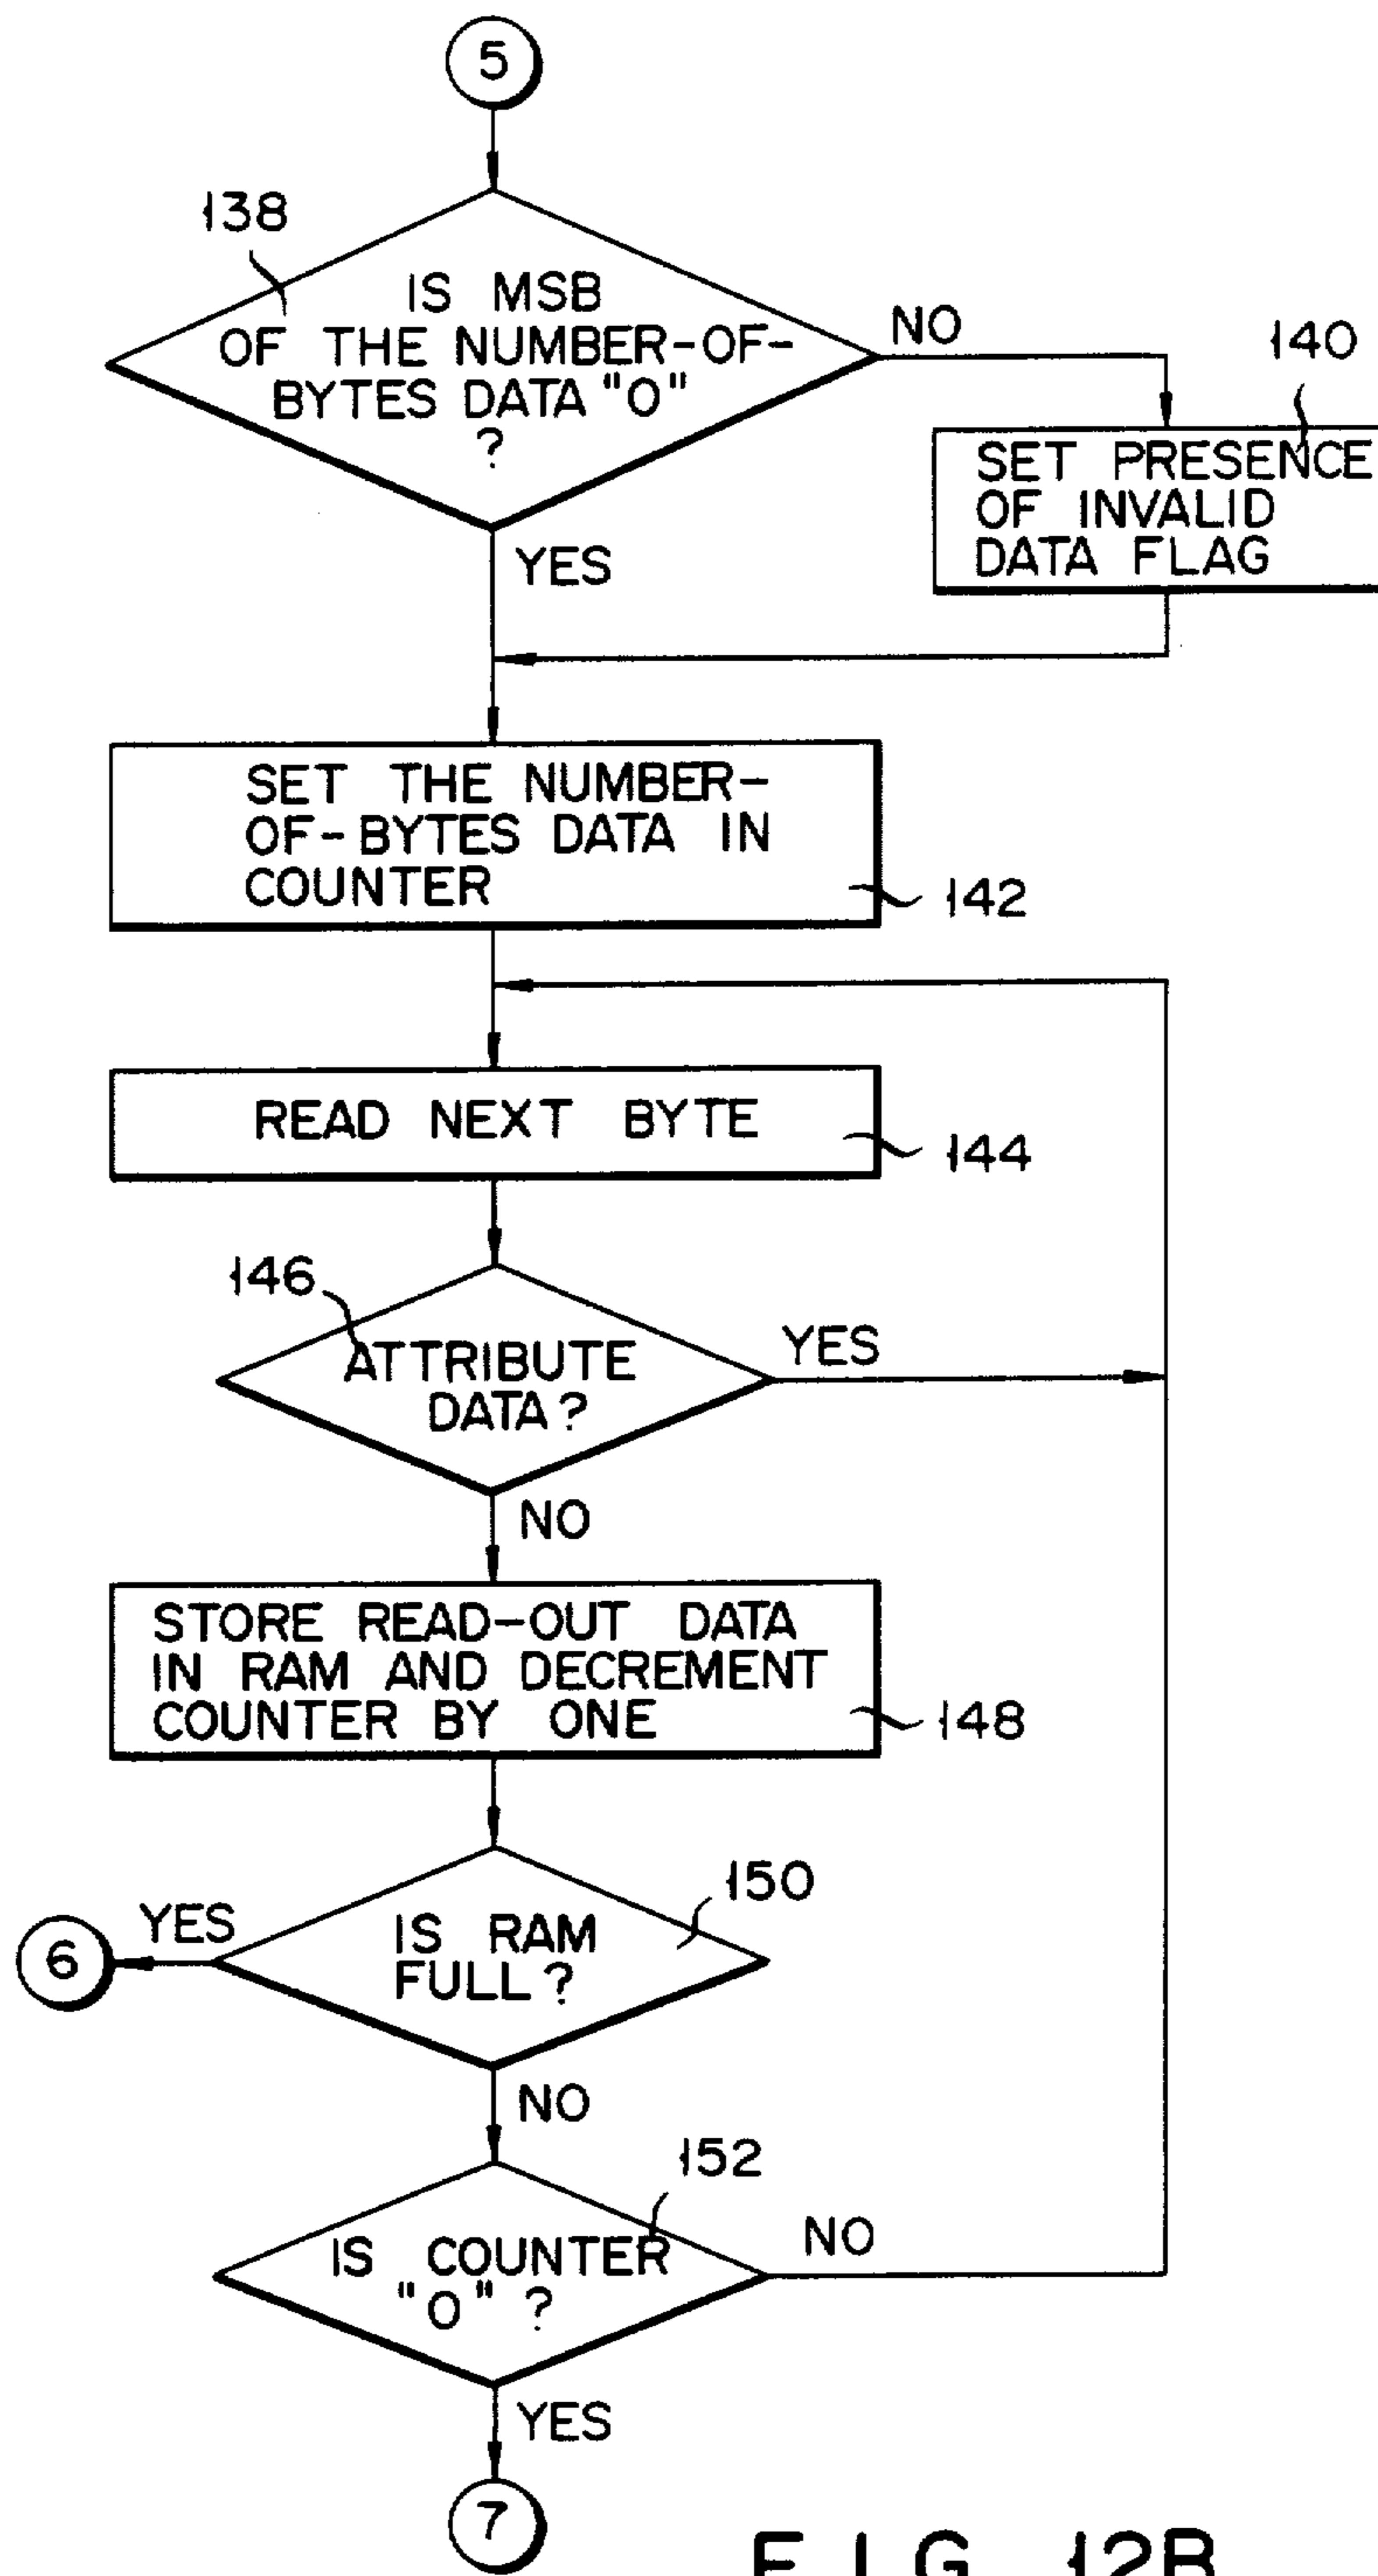 5
138
IS MSB
OF THE NUMBER-OF-
BYTES DATA "0"
?
NO
140
SET PRESENCE
OF INVALID
DATA FLAG
YES
SET THE NUMBER-
OF-BYTES DATA IN
COUNTER
142
READ NEXT BYTE
144
146
ATTRIBUTE
DATA?
YES
NO
STORE READ-OUT DATA
IN RAM AND DECREMENT
COUNTER BY ONE
148
150
YES
6
IS RAM
FULL?
NO
152
IS COUNTER
"0" ?
NO
YES
7
FIG. 12B